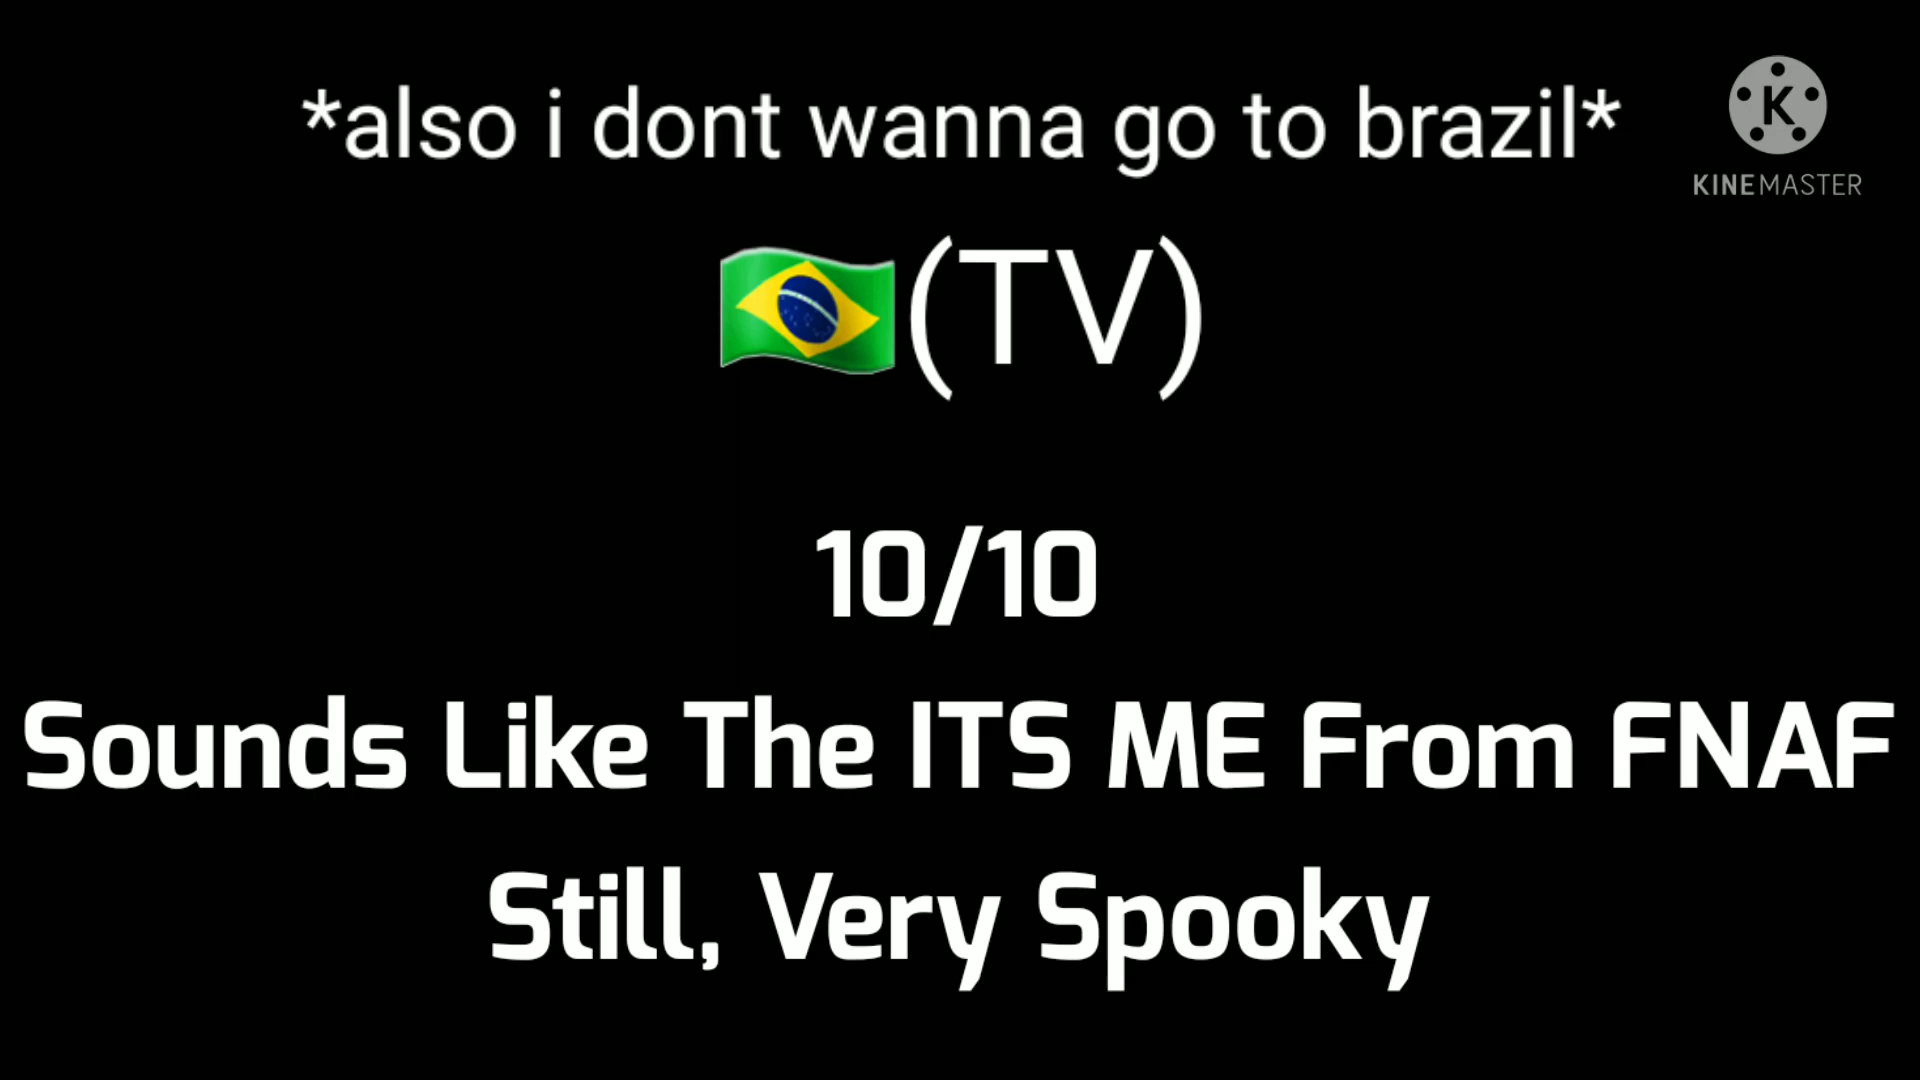 *also i dont wanna go to brazil*
K
KINEMASTER
🇧🇷(TV)
10/10
Sounds Like The ITS ME From FNAF
Still, Very Spooky